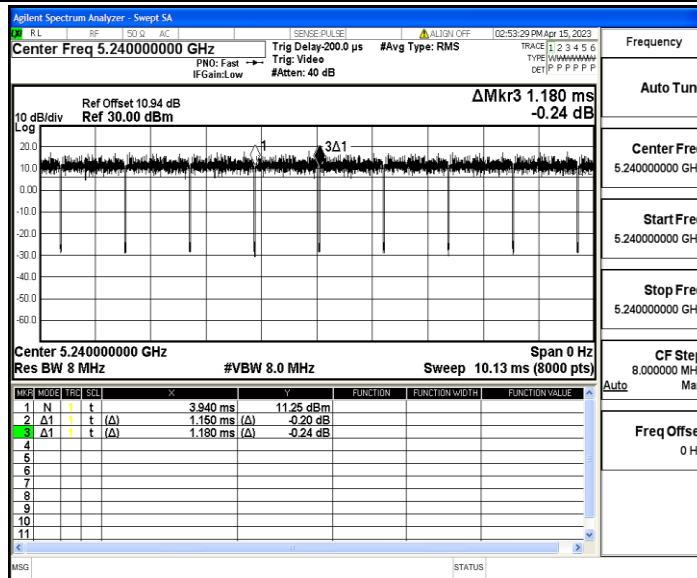 Agilent Spectrum Analyzer - Swept SA
RL RF 50 Ω AC SENSE:PULSE ALIGN OFF 02:53:29 PM Apr 15, 2023
Center Freq 5.240000000 GHz
Trig Delay-200.0 µs #Avg Type: RMS
TRACE 1 2 3 4 5 6
PNO: Fast Trig: Video
TYPE
IFGain:Low #Atten: 40 dB
DET P P P P P P
ΔMkr3 1.180 ms
-0.24 dB
Ref Offset 10.94 dB
10 dB/div Ref 30.00 dBm
Log
20.0
10.0
0.00
-10.0
-20.0
-30.0
-40.0
-50.0
-60.0
1
3Δ1
Center 5.240000000 GHz Span 0 Hz
Res BW 8 MHz #VBW 8.0 MHz Sweep 10.13 ms (8000 pts)
MKR MODE TRC SCL X Y FUNCTION FUNCTION WIDTH FUNCTION VALUE
1 N 1 t 3.940 ms 11.25 dBm
2 Δ1 1 t (Δ) 1.150 ms (Δ) -0.20 dB
3 Δ1 1 t (Δ) 1.180 ms (Δ) -0.24 dB
4
5
6
7
8
9
10
11
MSG STATUS
Frequency
Auto Tun
Center Fre
5.240000000 GH
Start Fre
5.240000000 GH
Stop Fre
5.240000000 GH
CF Step
8.000000 MH
Auto Ma
Freq Offse
0 H